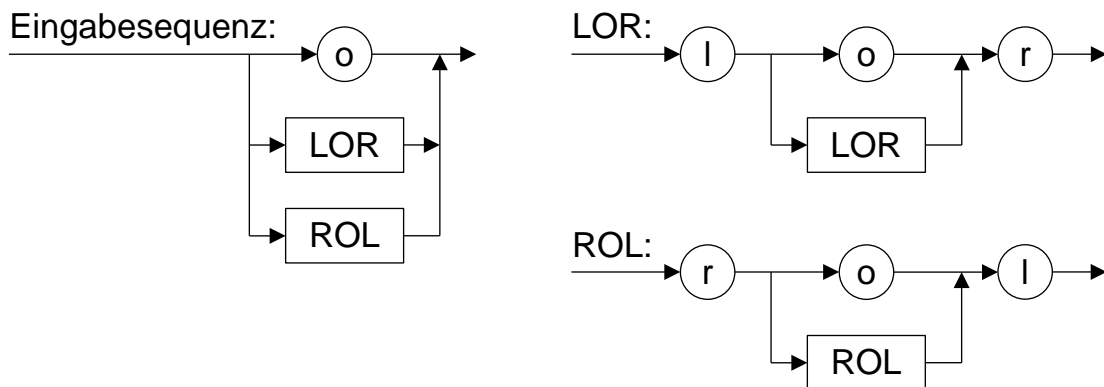 Eingabesequenz:
o
LOR
ROL
LOR:
l
o
r
LOR
ROL:
r
o
l
ROL